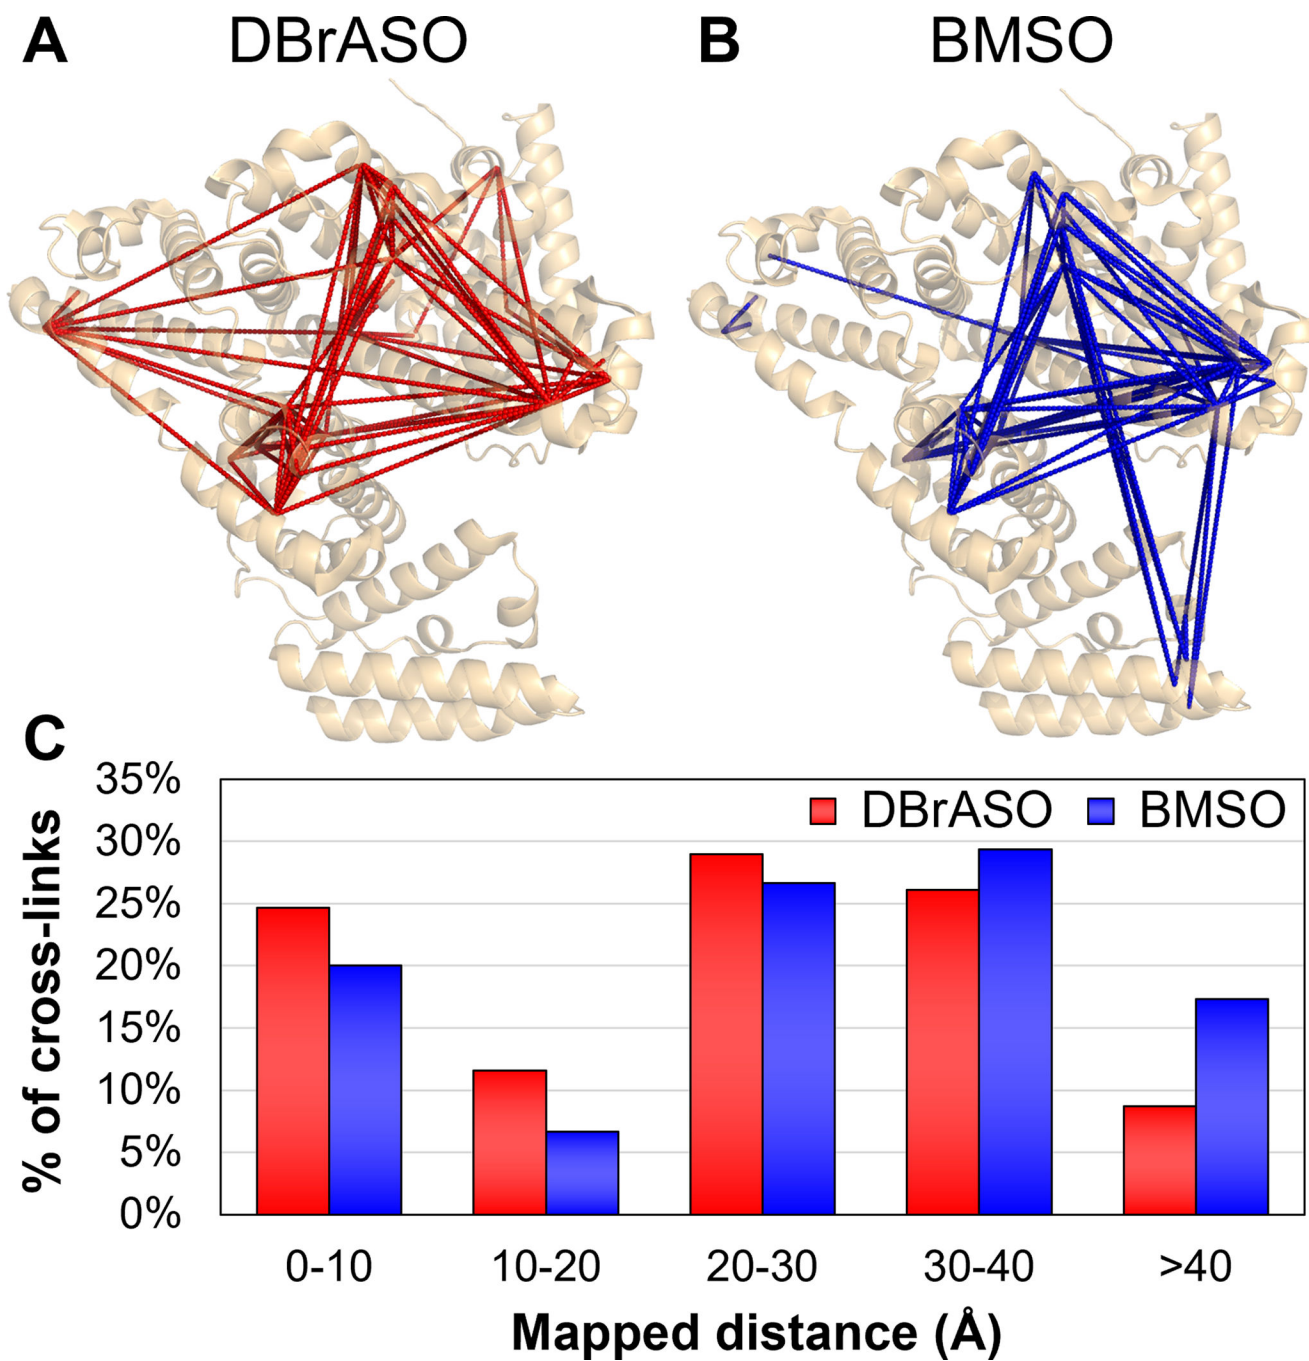 A DBrASO
B BMSO
C
% of cross-links
35%
30%
25%
20%
15%
10%
5%
0%
DBrASO BMSO
0-10 10-20 20-30 30-40 >40
Mapped distance (Å)